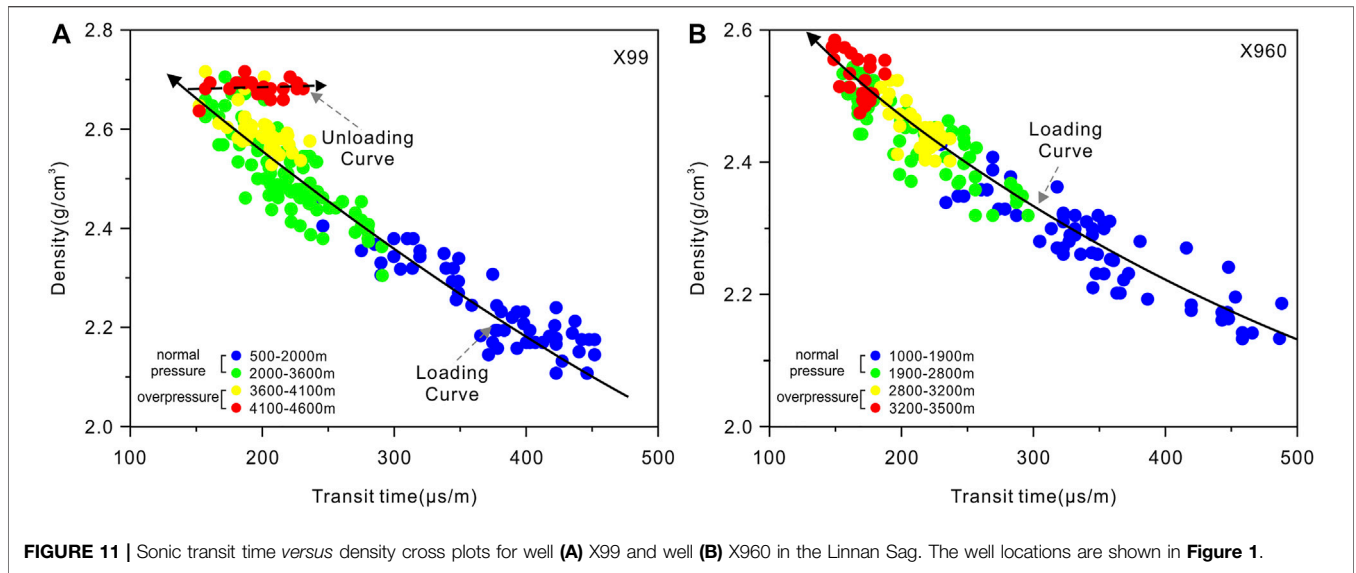 A
X99
2.8
2.6
2.4
2.2
2.0
Density(g/cm³)
Unloading
Curve
Loading
Curve
normal
pressure
500-2000m
2000-3600m
overpressure
3600-4100m
4100-4600m
100
200
300
400
500
Transit time(μs/m)
B
X960
2.6
2.4
2.2
2.0
Density(g/cm³)
Loading
Curve
normal
pressure
1000-1900m
1900-2800m
overpressure
2800-3200m
3200-3500m
100
200
300
400
500
Transit time(μs/m)
FIGURE 11 | Sonic transit time versus density cross plots for well (A) X99 and well (B) X960 in the Linnan Sag. The well locations are shown in Figure 1.